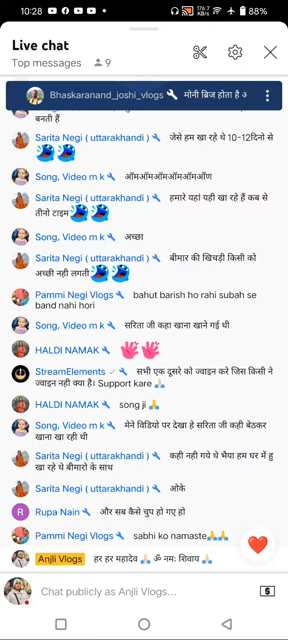 10:28 176.7 KB/s 88%
Live chat
Top messages 9
Bhaskaranand_joshi_vlogs मोनी ब्रिज होता है
बनती हैं
Sarita Negi ( uttarakhandi ) जेसे हम खा रहे थे 10-12दिनो से
Song, Video m k ऑमऑमऑमऑमऑमऑण
Sarita Negi ( uttarakhandi ) हमारे यहां यही खा रहे हैं कब से
तीनो टाइम
Song, Video m k अच्छा
Sarita Negi ( uttarakhandi ) बीमार की खिचड़ी किसी को
अच्छी नही लगती
Pammi Negi Vlogs bahut barish ho rahi subah se
band nahi hori
Song, Video m k सरिता जी कहा खाना खाने गई थी
HALDI NAMAK
StreamElements सभी एक दूसरे को ज्वाइन करे जिस किसी ने
ज्वाइन नही क्या है। Support kare 🙏
HALDI NAMAK song ji 🙏
Song, Video m k मेने विडियो पर देखा हे सरिता जी कही बेठकर
खाना खा रही थी
Sarita Negi ( uttarakhandi ) कही नही गये थे भैया हम घर में हु
खा रखे थे बीमारो के साथ
Sarita Negi ( uttarakhandi ) ओके
R Rupa Nain और सब कैसे चुप हो गए हो
Pammi Negi Vlogs sabhi ko namaste🙏🙏
Anjli Vlogs हर हर महादेव 🙏 ॐ नमः शिवाय 🙏
Chat publicly as Anjli Vlogs...